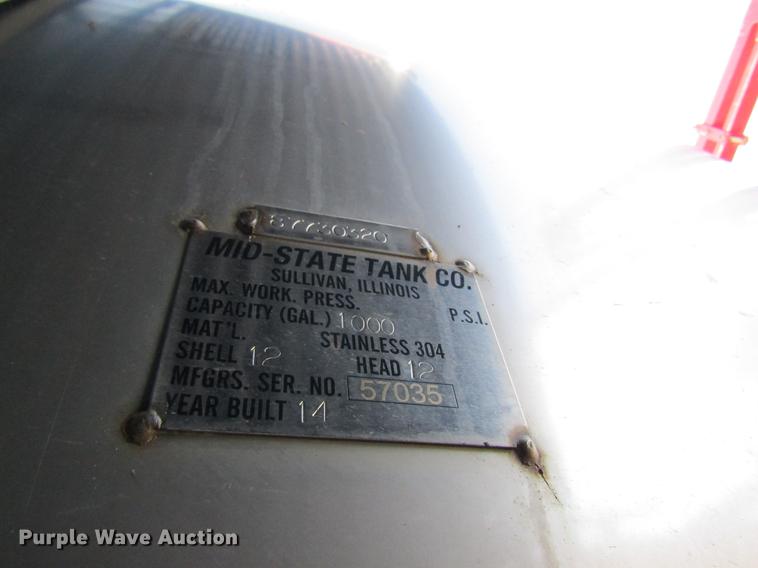 87730320
MID-STATE TANK CO.
SULLIVAN, ILLINOIS
MAX. WORK. PRESS. P.S.I.
CAPACITY (GAL.) 1000
MAT'L. STAINLESS 304
SHELL 12 HEAD 12
MFGRS. SER. NO. 57035
YEAR BUILT 14
Purple Wave Auction